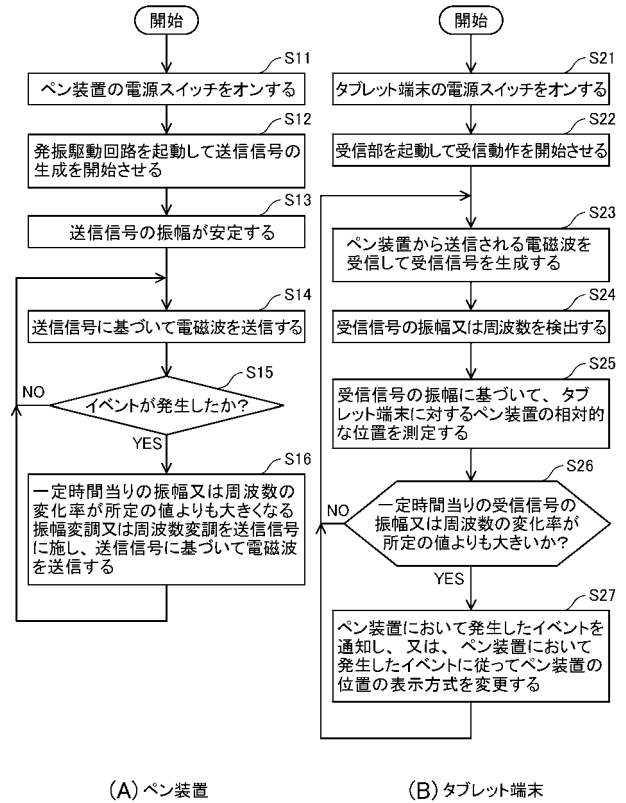 開始
S11
ペン装置の電源スイッチをオンする
S12
発振駆動回路を起動して送信信号の
生成を開始させる
S13
送信信号の振幅が安定する
S14
送信信号に基づいて電磁波を送信する
S15
NO
イベントが発生したか?
YES
S16
一定時間当りの振幅又は周波数の
変化率が所定の値よりも大きくなる
振幅変調又は周波数変調を送信信号
に施し、送信信号に基づいて電磁波
を送信する
(A) ペン装置
開始
S21
タブレット端末の電源スイッチをオンする
S22
受信部を起動して受信動作を開始させる
S23
ペン装置から送信される電磁波を
受信して受信信号を生成する
S24
受信信号の振幅又は周波数を検出する
S25
受信信号の振幅に基づいて、タブ
レット端末に対するペン装置の相対的
な位置を測定する
S26
NO
一定時間当りの受信信号の
振幅又は周波数の変化率が
所定の値よりも大きいか?
YES
S27
ペン装置において発生したイベントを
通知し、又は、ペン装置において
発生したイベントに従ってペン装置の
位置の表示方式を変更する
(B) タブレット端末